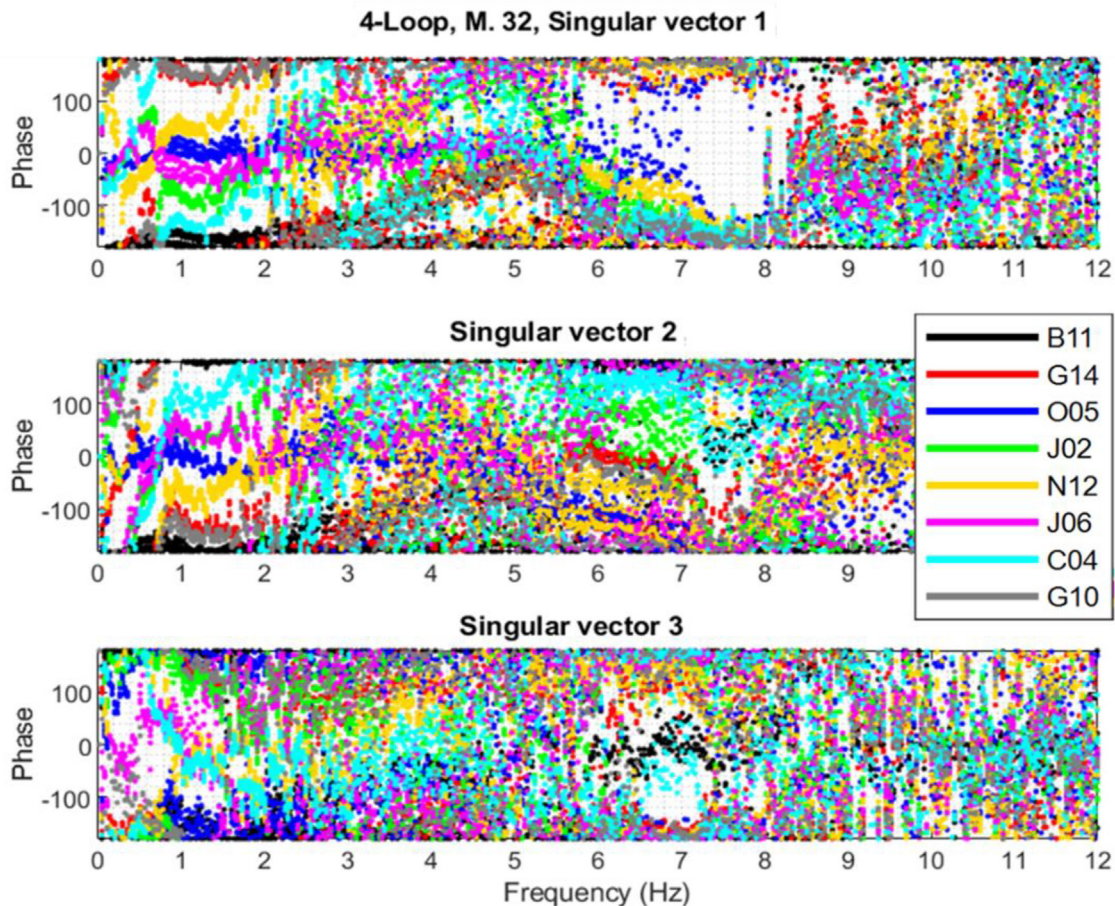 4-Loop, M. 32, Singular vector 1
Phase
100
0
-100
0 1 2 3 4 5 6 7 8 9 10 11 12
Singular vector 2
Phase
100
0
-100
0 1 2 3 4 5 6 7 8 9
B11
G14
O05
J02
N12
J06
C04
G10
Singular vector 3
Phase
100
0
-100
0 1 2 3 4 5 6 7 8 9 10 11 12
Frequency (Hz)